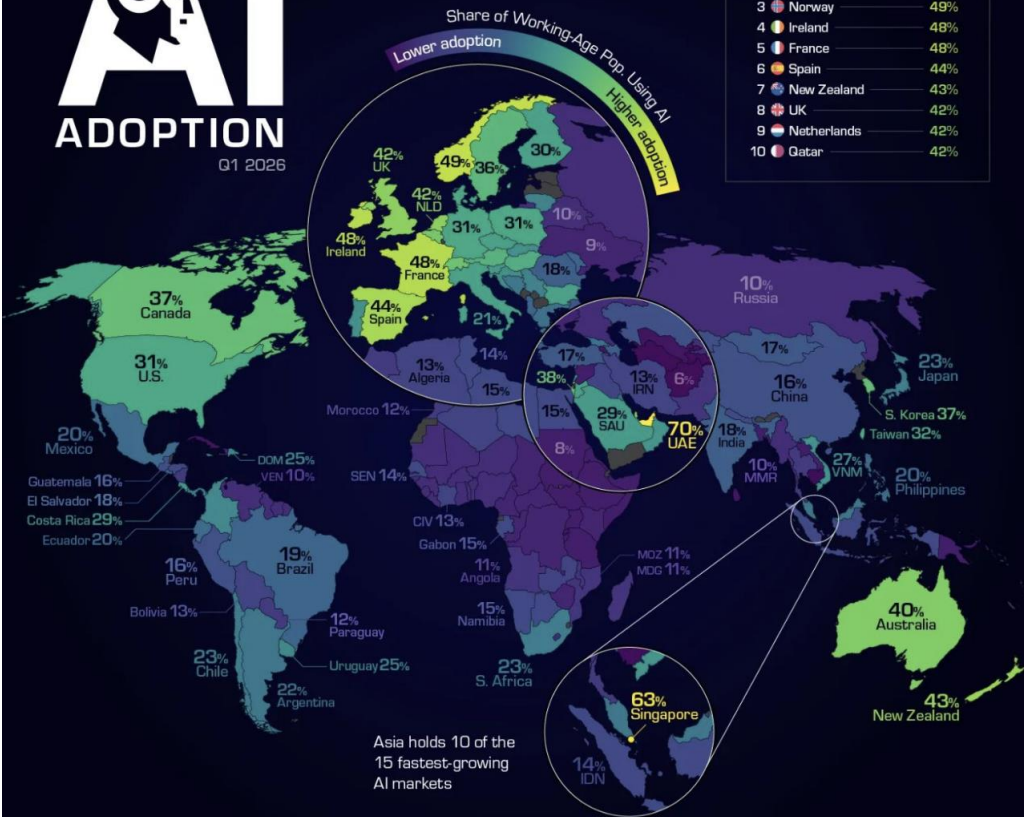 AI
ADOPTION
Q1 2026
Share of Working-Age Pop. Using AI
Lower adoption
Higher adoption
3 Norway 49%
4 Ireland 48%
5 France 48%
6 Spain 44%
7 New Zealand 43%
8 UK 42%
9 Netherlands 42%
10 Qatar 42%
42%
UK
49%
36%
30%
42%
NLD
48%
Ireland
31%
31%
10%
9%
48%
France
18%
44%
Spain
21%
13%
Algeria
14%
15%
Morocco 12%
37%
Canada
31%
U.S.
20%
Mexico
DOM 25%
VEN 10%
Guatemala 16%
El Salvador 18%
Costa Rica 29%
Ecuador 20%
16%
Peru
19%
Brazil
Bolivia 13%
12%
Paraguay
23%
Chile
Uruguay 25%
22%
Argentina
SEN 14%
CIV 13%
Gabon 15%
11%
Angola
15%
Namibia
23%
S. Africa
MOZ 11%
MDG 11%
17%
38%
13%
IRN
6%
15%
29%
SAU
70%
UAE
8%
10%
Russia
17%
16%
China
23%
Japan
S. Korea 37%
Taiwan 32%
18%
India
10%
MMR
27%
VNM
20%
Philippines
40%
Australia
43%
New Zealand
63%
Singapore
14%
IDN
Asia holds 10 of the
15 fastest-growing
AI markets